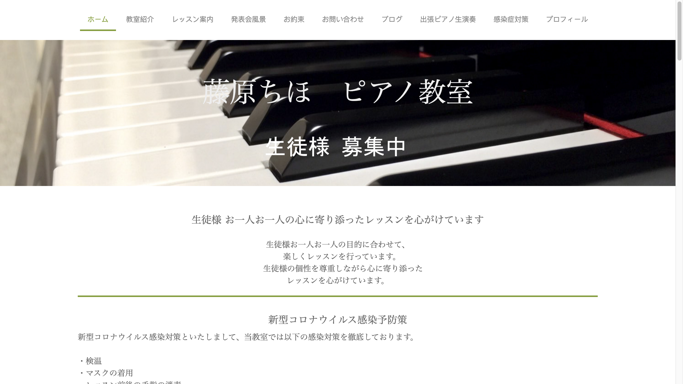 ホーム 教室紹介 レッスン案内 発表会風景 お約束 お問い合わせ ブログ 出張ピアノ生演奏 感染症対策 プロフィール
藤原ちほ ピアノ教室
生徒様 募集中
生徒様 お一人お一人の心に寄り添ったレッスンを心がけています
生徒様お一人お一人の目的に合わせて、
楽しくレッスンを行っています。
生徒様の個性を尊重しながら心に寄り添った
レッスンを心がけています。
新型コロナウイルス感染予防策
新型コロナウイルス感染対策といたしまして、当教室では以下の感染対策を徹底しております。
・検温
・マスクの着用